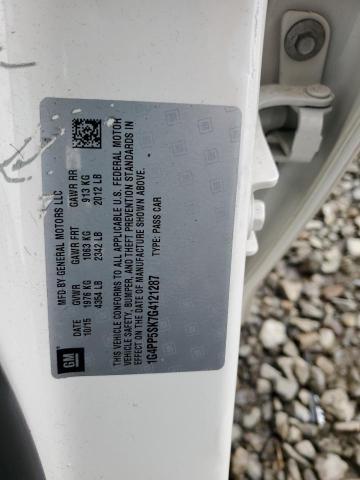 MFD BY GENERAL MOTORS LLC
DATE GVWR GAWR FRT GAWR RR
10/15 1976 KG 1063 KG 913 KG
4354 LB 2342 LB 2012 LB
THIS VEHICLE CONFORMS TO ALL APPLICABLE U.S. FEDERAL MOTOR
VEHICLE SAFETY, BUMPER, AND THEFT PREVENTION STANDARDS IN
EFFECT ON THE DATE OF MANUFACTURE SHOWN ABOVE.
1G4PP5SK7G4121287 TYPE: PASS CAR
GM